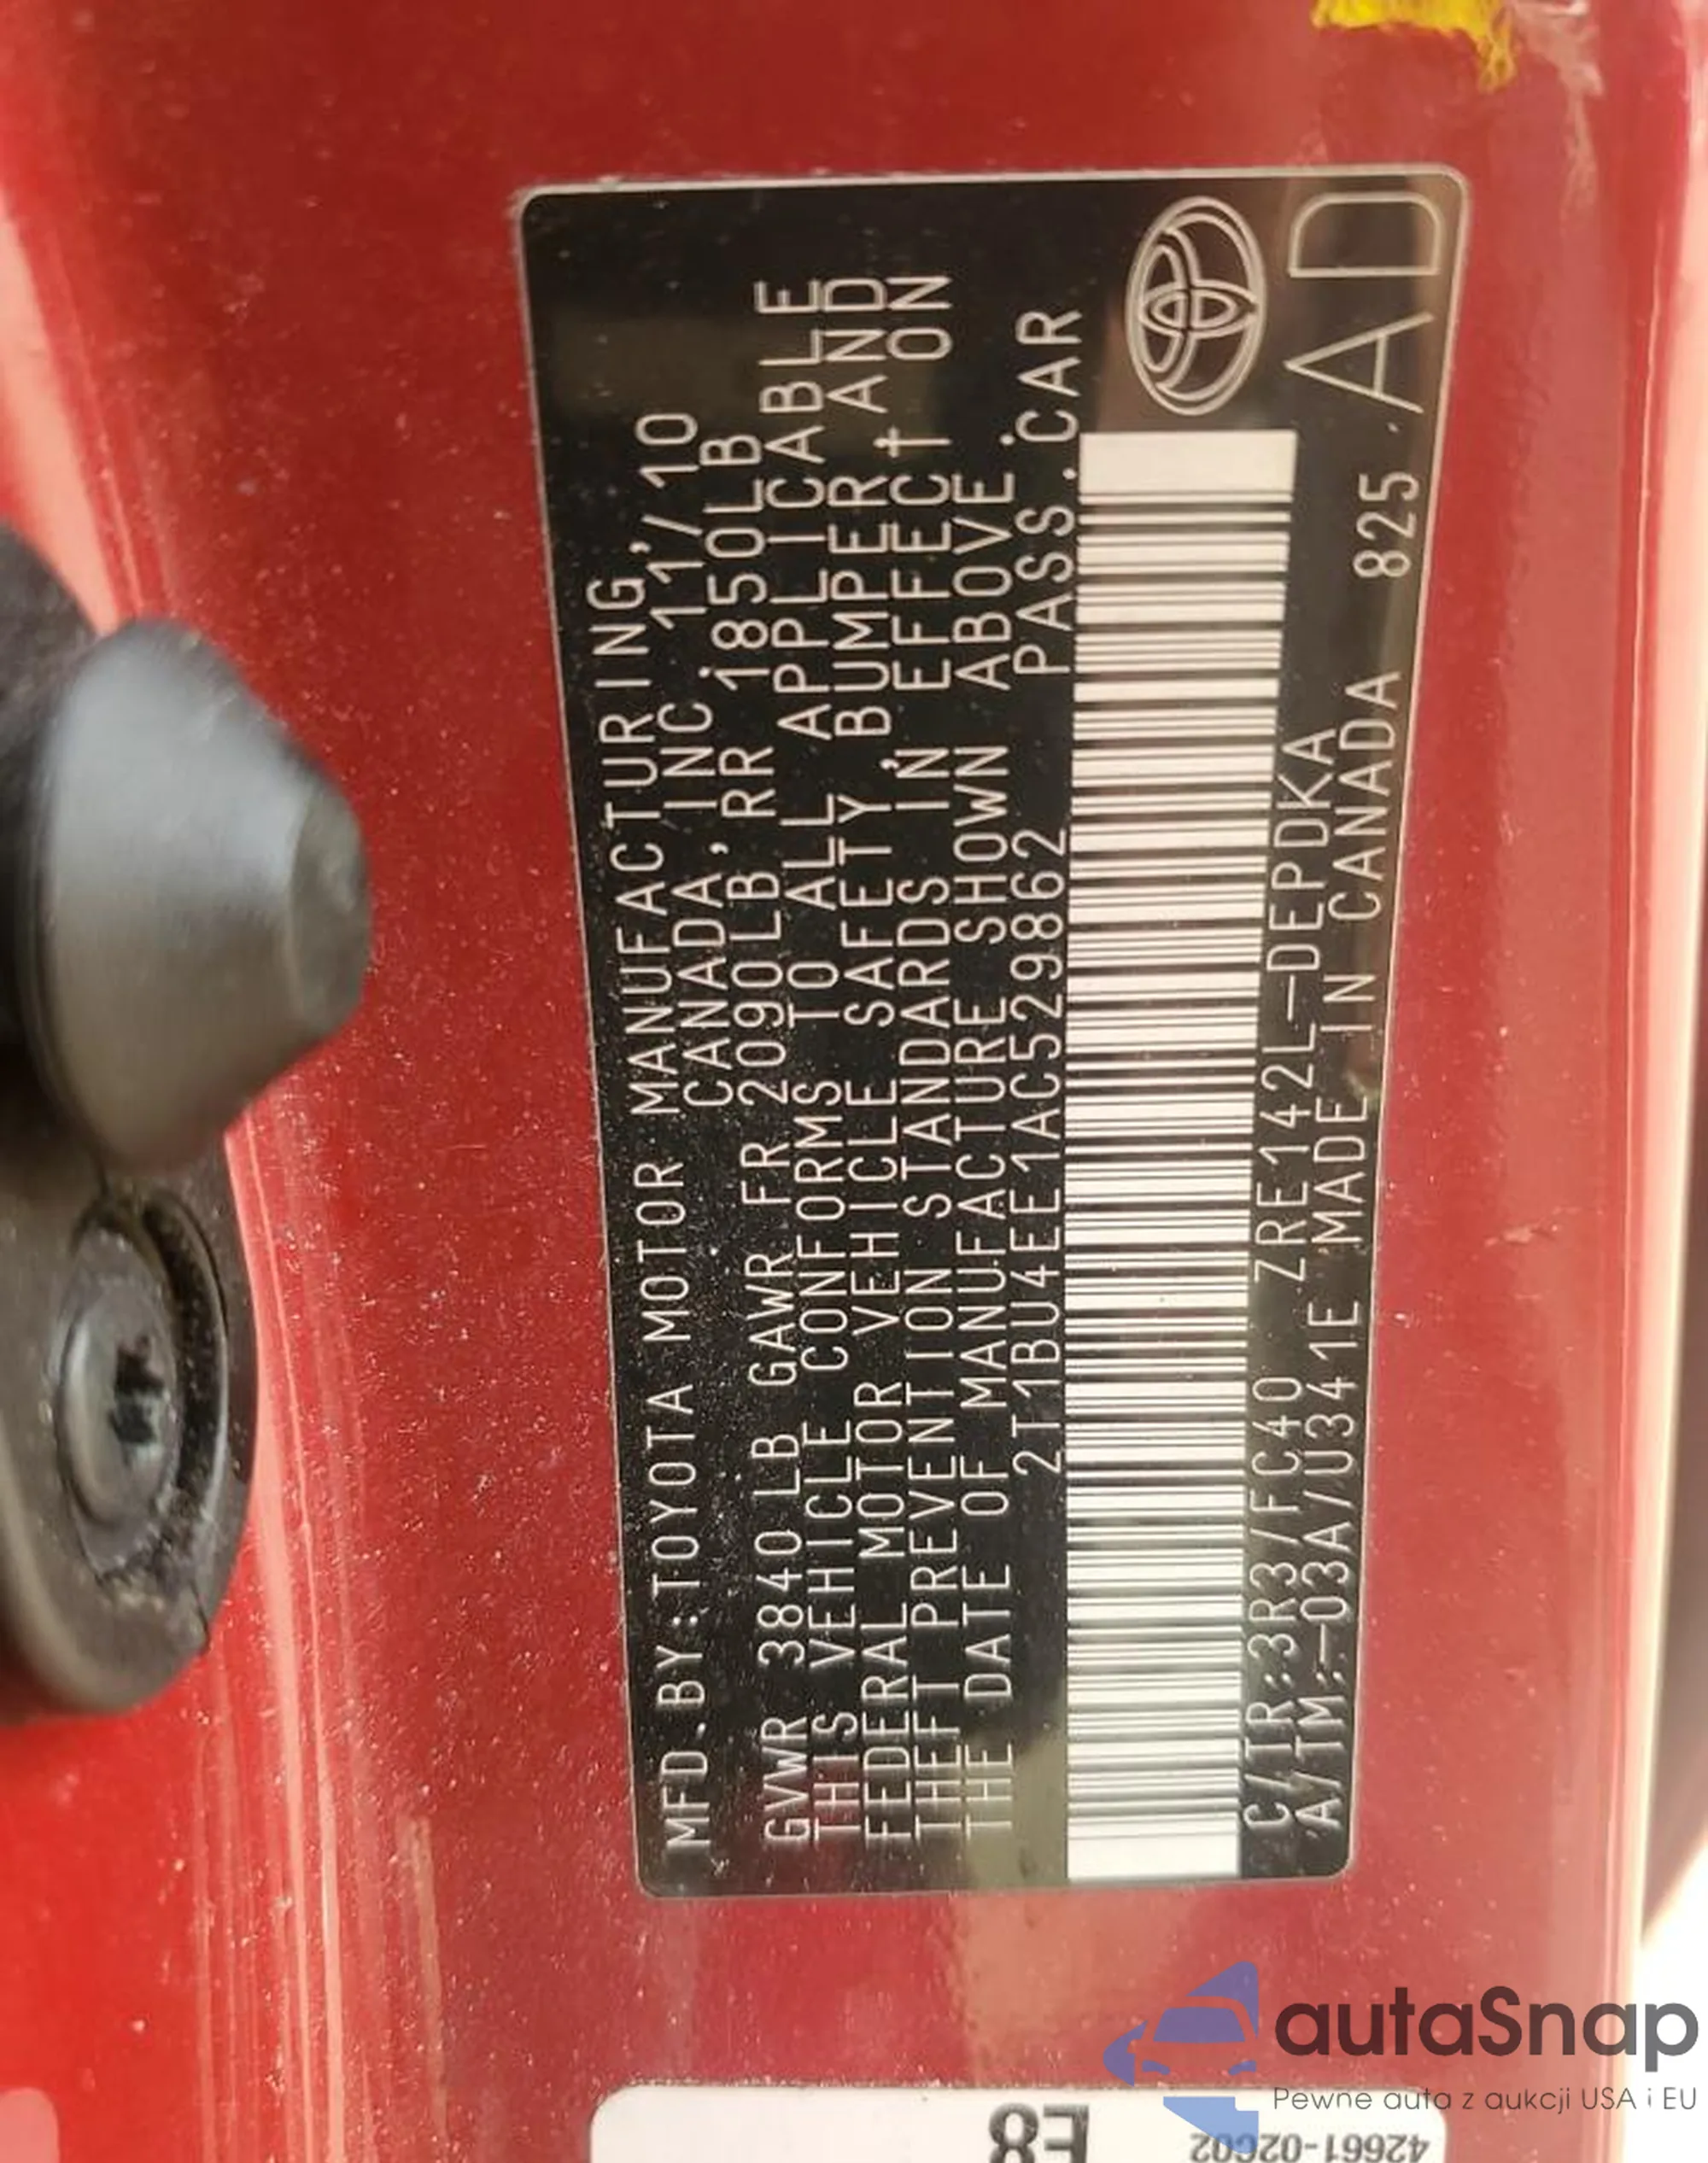 MFD.BY:TOYOTA MOTOR MANUFACTURING,
CANADA, INC. 11/10
GVWR 3840LB GAWR FR 2090LB, RR 1850LB
THIS VEHICLE CONFORMS TO ALL APPLICABLE
FEDERAL MOTOR VEHICLE SAFETY, BUMPER, AND
THEFT PREVENTION STANDARDS IN EFFECT ON
THE DATE OF MANUFACTURE SHOWN ABOVE.
2T1BU4EE1AC529862 PASS.CAR
C/TR:3R3/FC40 ZRE142L-DEPDKA
A/TM:-03A/U341E MADE IN CANADA 825
AD
E8
42661-02C02
autaSnap
Pewne auta z aukcji USA i EU